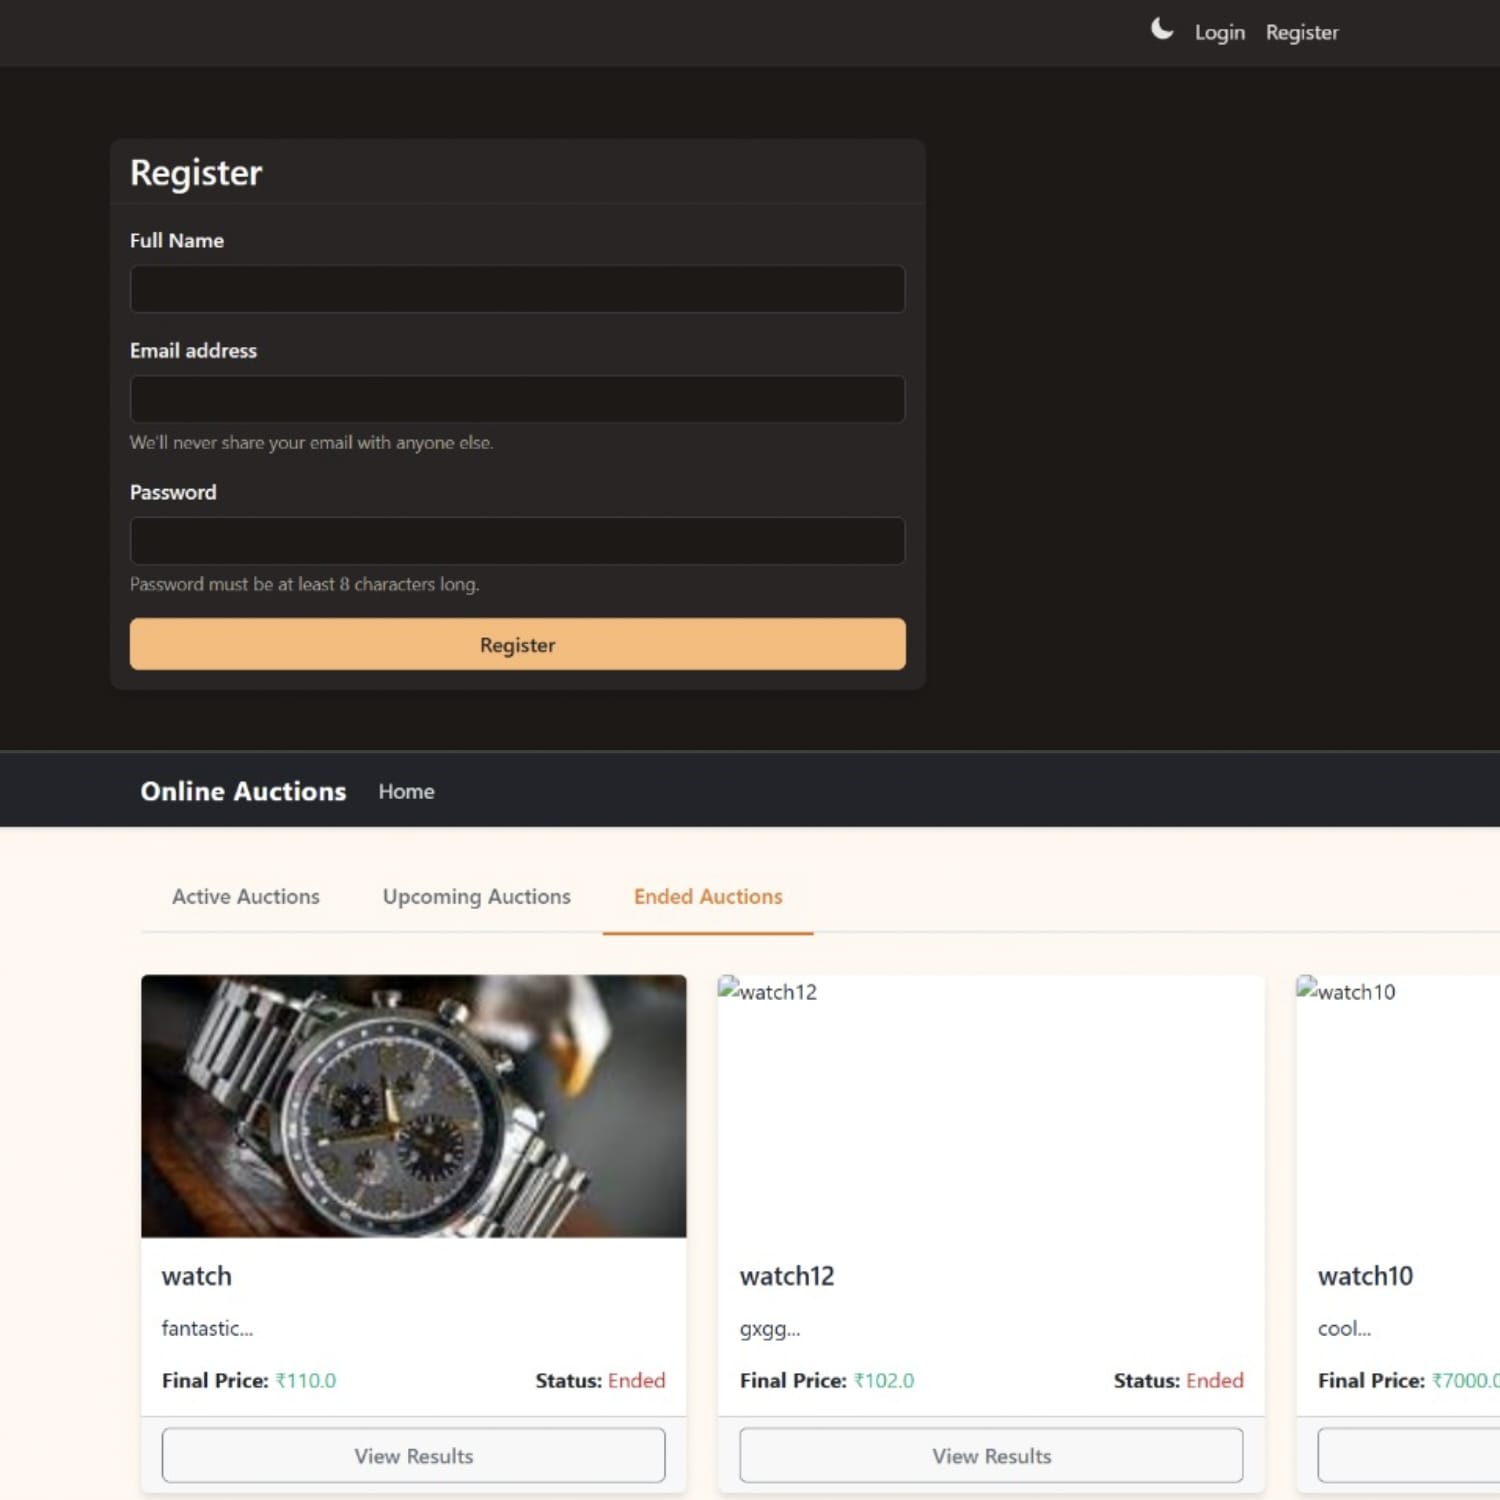 Login Register
Register
Full Name
Email address
We'll never share your email with anyone else.
Password
Password must be at least 8 characters long.
Register
Online Auctions Home
Active Auctions Upcoming Auctions Ended Auctions
watch12 watch10
watch watch12 watch10
fantastic... gxgg... cool...
Final Price: ₹110.0 Status: Ended Final Price: ₹102.0 Status: Ended Final Price: ₹7000.0
View Results View Results